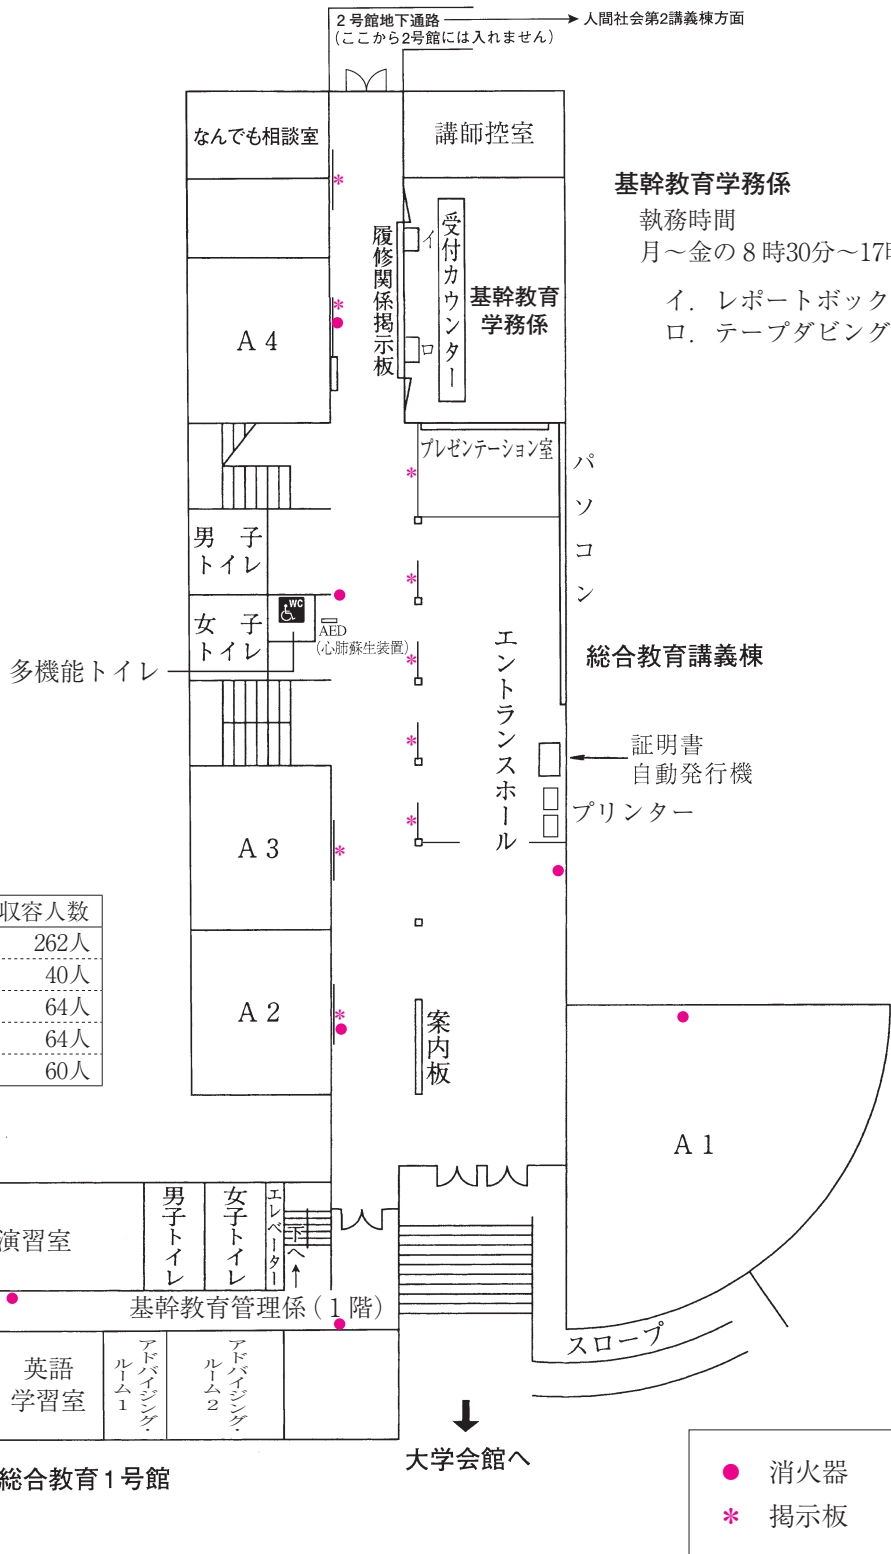 2号館地下通路
人間社会第2講義棟方面
(ここから2号館には入れません)
なんでも相談室
講師控室
基幹教育学務係
執務時間
月～金の8時30分～17時
イ．レポートボック
ロ．テープダビング
履修関係掲示板
イ
ロ
受付カウンター
基幹教育
学務係
A 4
プレゼンテーション室
パソコン
男 子
トイレ
女 子
トイレ
WC
AED
(心肺蘇生装置)
多機能トイレ
エントランスホール
総合教育講義棟
証明書
自動発行機
プリンター
A 3
収容人数
262人
40人
64人
64人
60人
A 2
案内板
A 1
演習室
男子トイレ
女子トイレ
エレベーター
下へ
基幹教育管理係(1階)
スロープ
英語
学習室
アドバイジング・
ルーム1
アドバイジング・
ルーム2
大学会館へ
総合教育1号館
● 消火器
* 掲示板